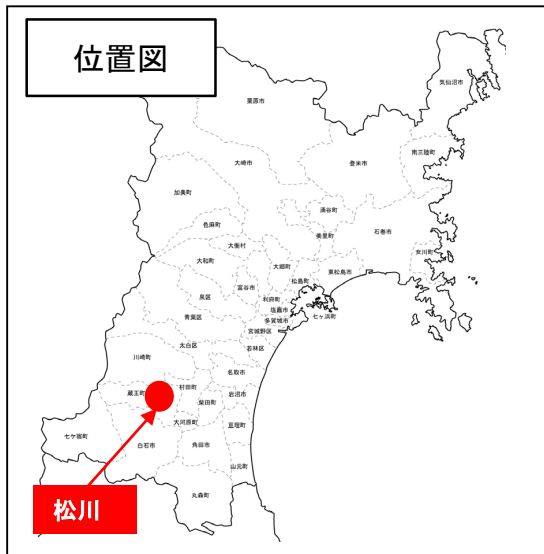 位置図
気仙沼市
栗原市
南三陸町
大崎市
登米市
加美町
涌谷町
色麻町
石巻市
美里町
大衡村
女川町
大和町
大郷町
東松島市
松島町
富谷市
泉区
利府町
塩竈市
七ヶ浜町
青葉区
多賀城市
宮城野区
太白区
若林区
川崎町
名取市
蔵王町
村田町
岩沼市
柴田町
大河原町
亘理町
七ケ宿町
白石市
角田市
山元町
丸森町
松川